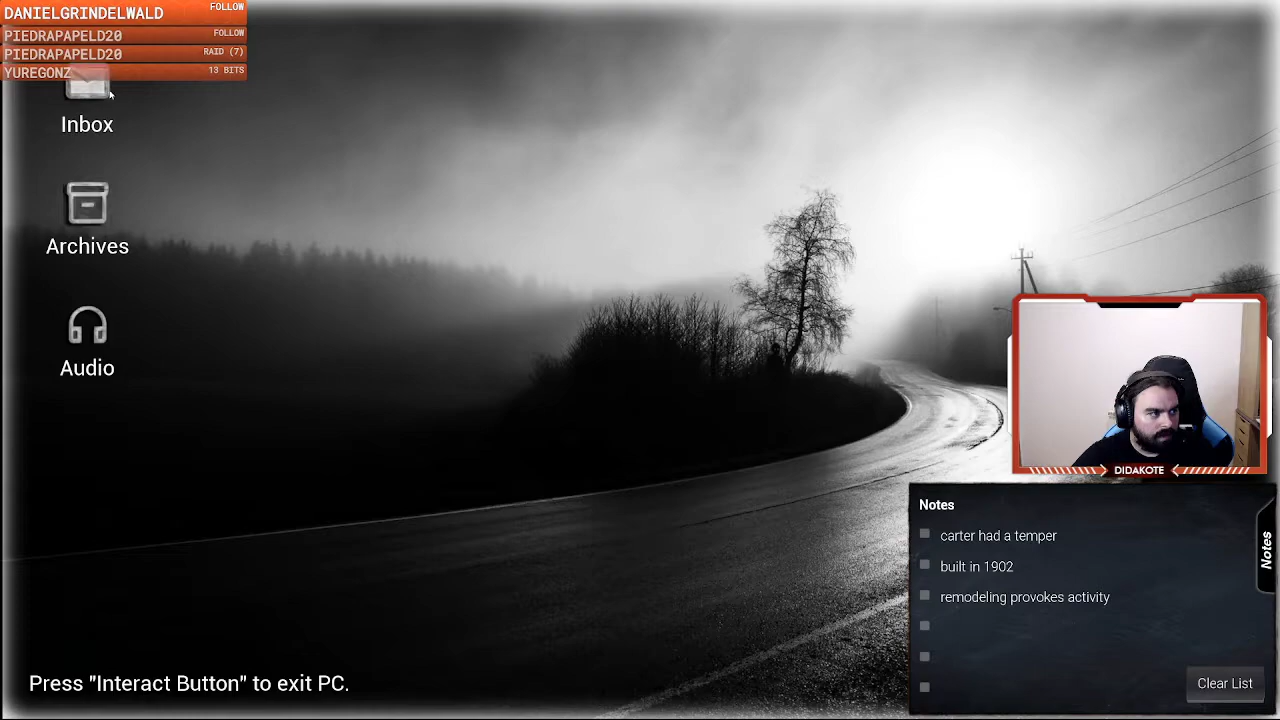 DANIELGRINDELWALD FOLLOW
PIEDRAPAPELD20 FOLLOW
PIEDRAPAPELD20 RAID (7)
YUREGONZ 13 BITS
Inbox
Archives
Audio
DIDAKOTE
Notes
carter had a temper
built in 1902
remodeling provokes activity
Notes
Clear List
Press "Interact Button" to exit PC.